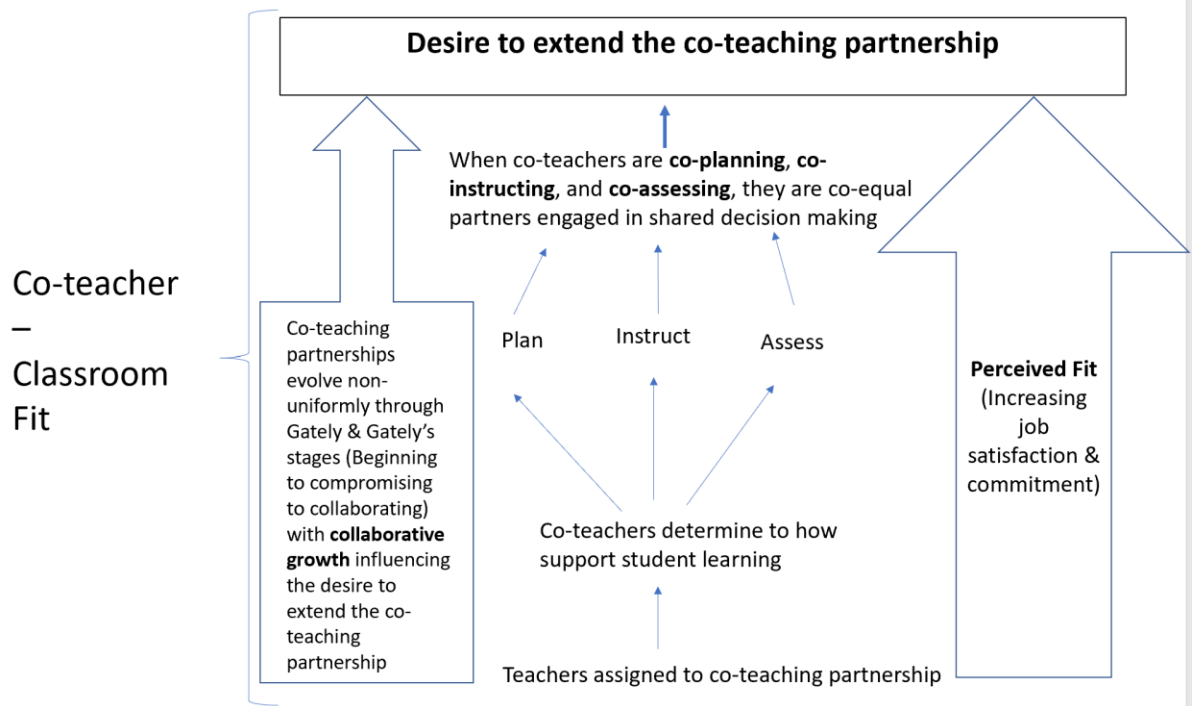 Desire to extend the co-teaching partnership
When co-teachers are co-planning, co-
instructing, and co-assessing, they are co-equal
partners engaged in shared decision making
Co-teacher
–
Classroom
Fit
Co-teaching
partnerships
evolve non-
uniformly through
Gately & Gately’s
stages (Beginning
to compromising
to collaborating)
with collaborative
growth influencing
the desire to
extend the co-
teaching
partnership
Plan
Instruct
Assess
Perceived Fit
(Increasing
job
satisfaction &
commitment)
Co-teachers determine to how
support student learning
Teachers assigned to co-teaching partnership